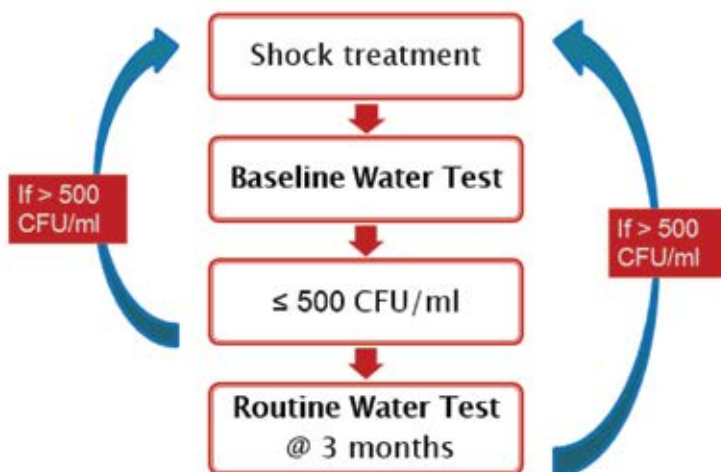 Shock treatment
Baseline Water Test
If > 500
CFU/ml
If > 500
CFU/ml
≤ 500 CFU/ml
Routine Water Test
@ 3 months